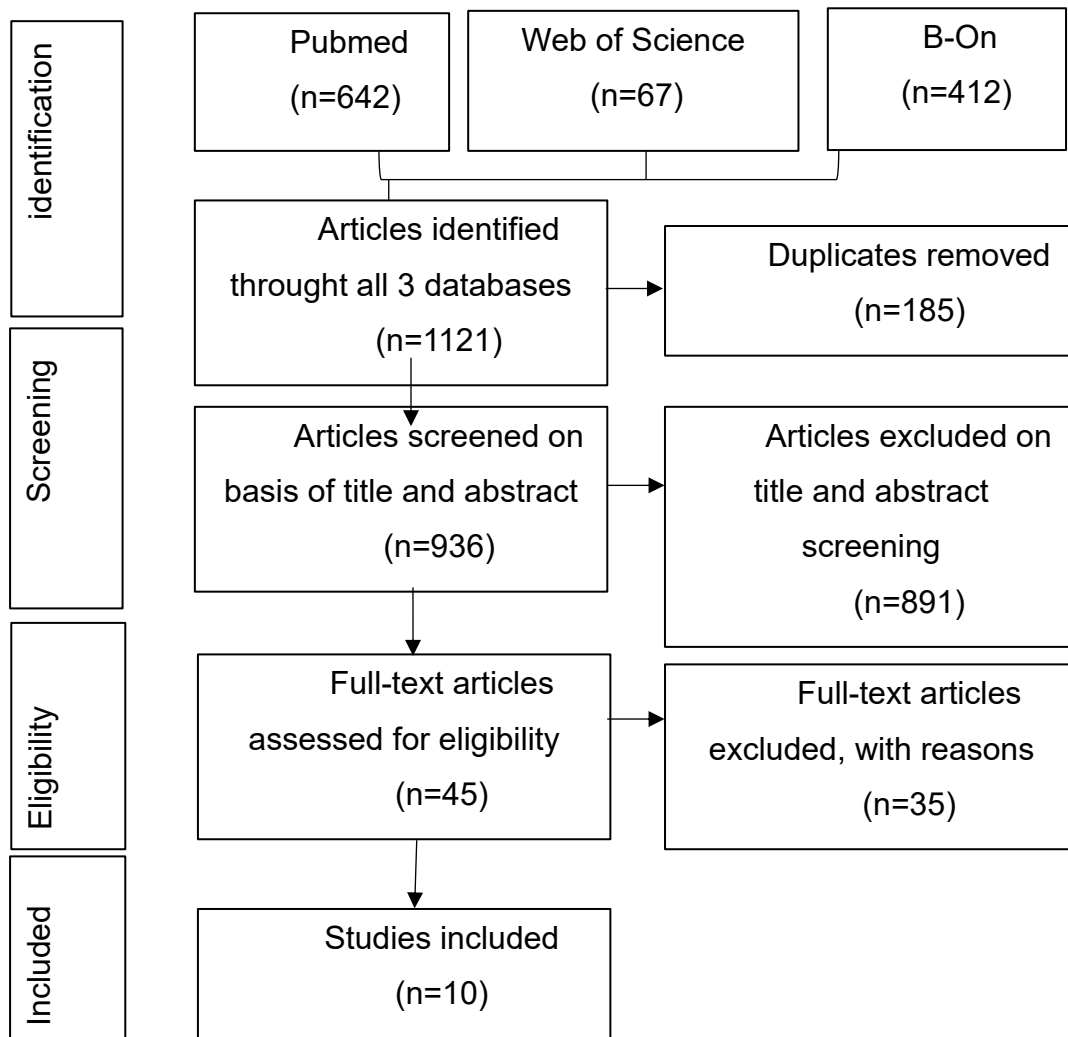 identification
Pubmed
(n=642)
Web of Science
(n=67)
B-On
(n=412)
Articles identified
throught all 3 databases
(n=1121)
Duplicates removed
(n=185)
Screening
Articles screened on
basis of title and abstract
(n=936)
Articles excluded on
title and abstract
screening
(n=891)
Eligibility
Full-text articles
assessed for eligibility
(n=45)
Full-text articles
excluded, with reasons
(n=35)
Included
Studies included
(n=10)